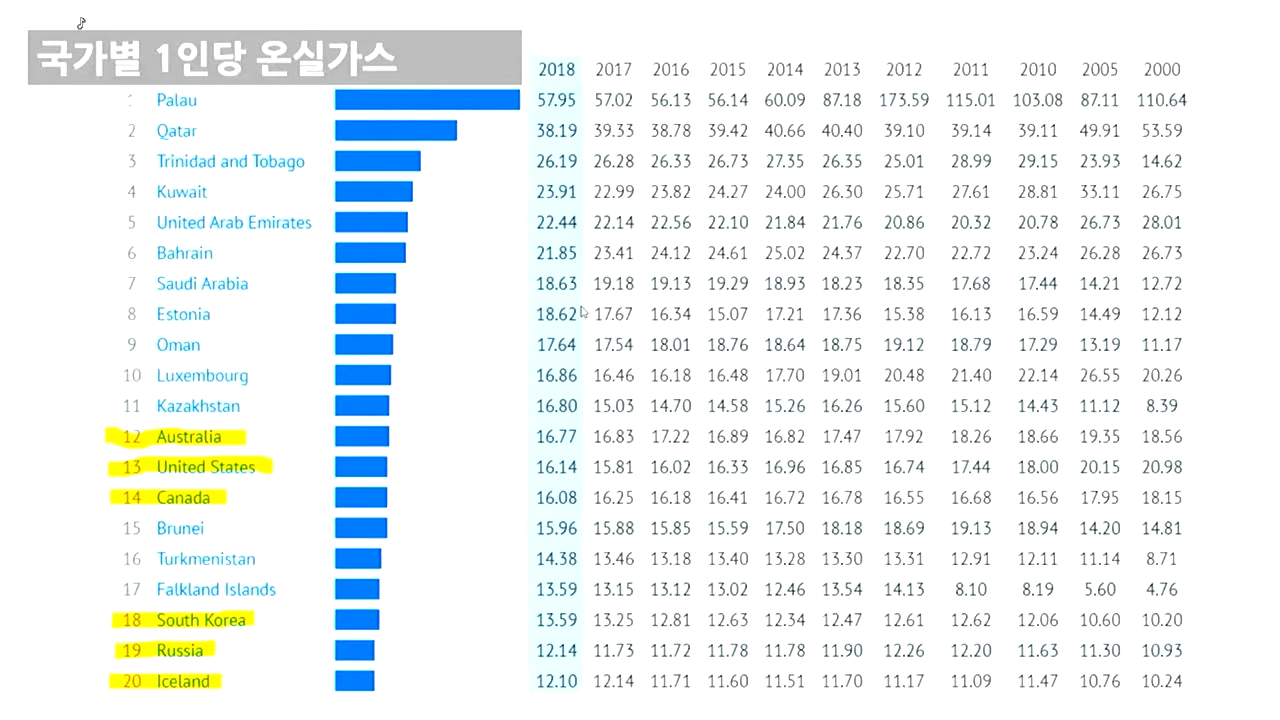 국가별 1인당 온실가스
2018 2017 2016 2015 2014 2013 2012 2011 2010 2005 2000
1 Palau 57.95 57.02 56.13 56.14 60.09 87.18 173.59 115.01 103.08 87.11 110.64
2 Qatar 38.19 39.33 38.78 39.42 40.66 40.40 39.10 39.14 39.11 49.91 53.59
3 Trinidad and Tobago 26.19 26.28 26.33 26.73 27.35 26.35 25.01 28.99 29.15 23.93 14.62
4 Kuwait 23.91 22.99 23.82 24.27 24.00 26.30 25.71 27.61 28.81 33.11 26.75
5 United Arab Emirates 22.44 22.14 22.56 22.10 21.84 21.76 20.86 20.32 20.78 26.73 28.01
6 Bahrain 21.85 23.41 24.12 24.61 25.02 24.37 22.70 22.72 23.24 26.28 26.73
7 Saudi Arabia 18.63 19.18 19.13 19.29 18.93 18.23 18.35 17.68 17.44 14.21 12.72
8 Estonia 18.62 17.67 16.34 15.07 17.21 17.36 15.38 16.13 16.59 14.49 12.12
9 Oman 17.64 17.54 18.01 18.76 18.64 18.75 19.12 18.79 17.29 13.19 11.17
10 Luxembourg 16.86 16.46 16.18 16.48 17.70 19.01 20.48 21.40 22.14 26.55 20.26
11 Kazakhstan 16.80 15.03 14.70 14.58 15.26 16.26 15.60 15.12 14.43 11.12 8.39
12 Australia 16.77 16.83 17.22 16.89 16.82 17.47 17.92 18.26 18.66 19.35 18.56
13 United States 16.14 15.81 16.02 16.33 16.96 16.85 16.74 17.44 18.00 20.15 20.98
14 Canada 16.08 16.25 16.18 16.41 16.72 16.78 16.55 16.68 16.56 17.95 18.15
15 Brunei 15.96 15.88 15.85 15.59 17.50 18.18 18.69 19.13 18.94 14.20 14.81
16 Turkmenistan 14.38 13.46 13.18 13.40 13.28 13.30 13.31 12.91 12.11 11.14 8.71
17 Falkland Islands 13.59 13.15 13.12 13.02 12.46 13.54 14.13 8.10 8.19 5.60 4.76
18 South Korea 13.59 13.25 12.81 12.63 12.34 12.47 12.61 12.62 12.06 10.60 10.20
19 Russia 12.14 11.73 11.72 11.78 11.78 11.90 12.26 12.20 11.63 11.30 10.93
20 Iceland 12.10 12.14 11.71 11.60 11.51 11.70 11.17 11.09 11.47 10.76 10.24